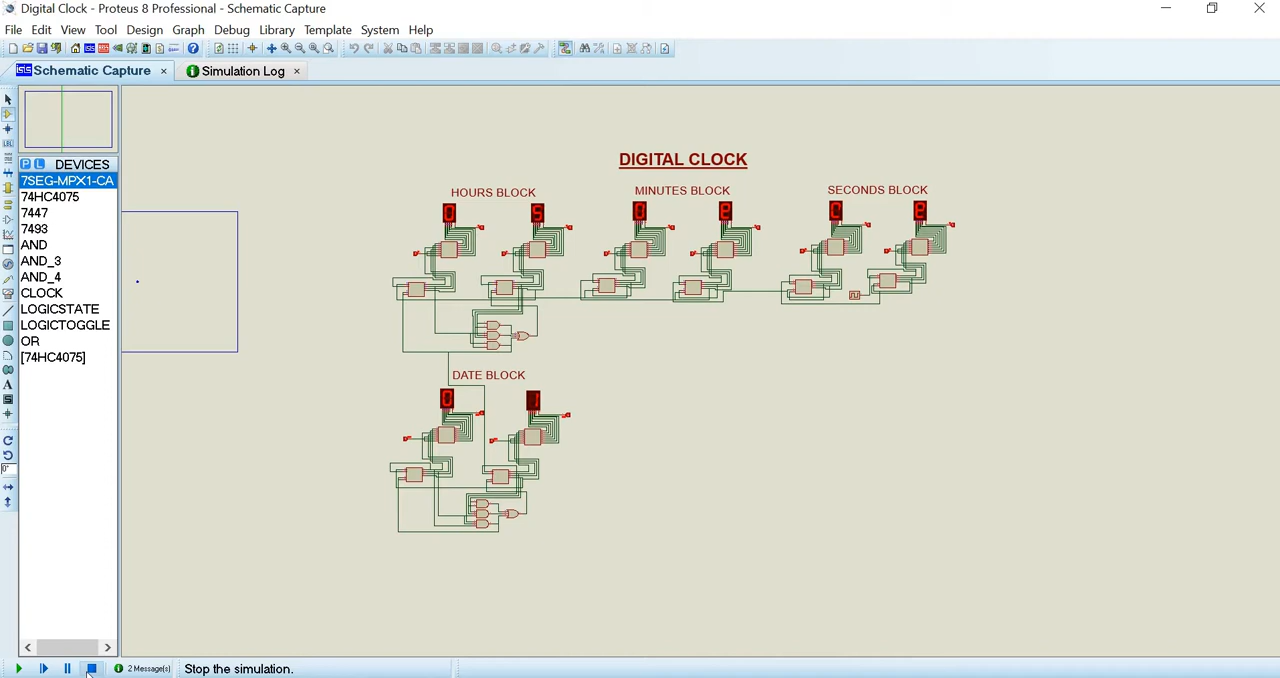 Digital Clock - Proteus 8 Professional - Schematic Capture
File Edit View Tool Design Graph Debug Library Template System Help
Schematic Capture × Simulation Log ×
P L DEVICES
7SEG-MPX1-CA
74HC4075
7447
7493
AND
AND_3
AND_4
CLOCK
LOGICSTATE
LOGICTOGGLE
OR
[74HC4075]
DIGITAL CLOCK
HOURS BLOCK MINUTES BLOCK SECONDS BLOCK
DATE BLOCK
0 1
2 Message(s) Stop the simulation.